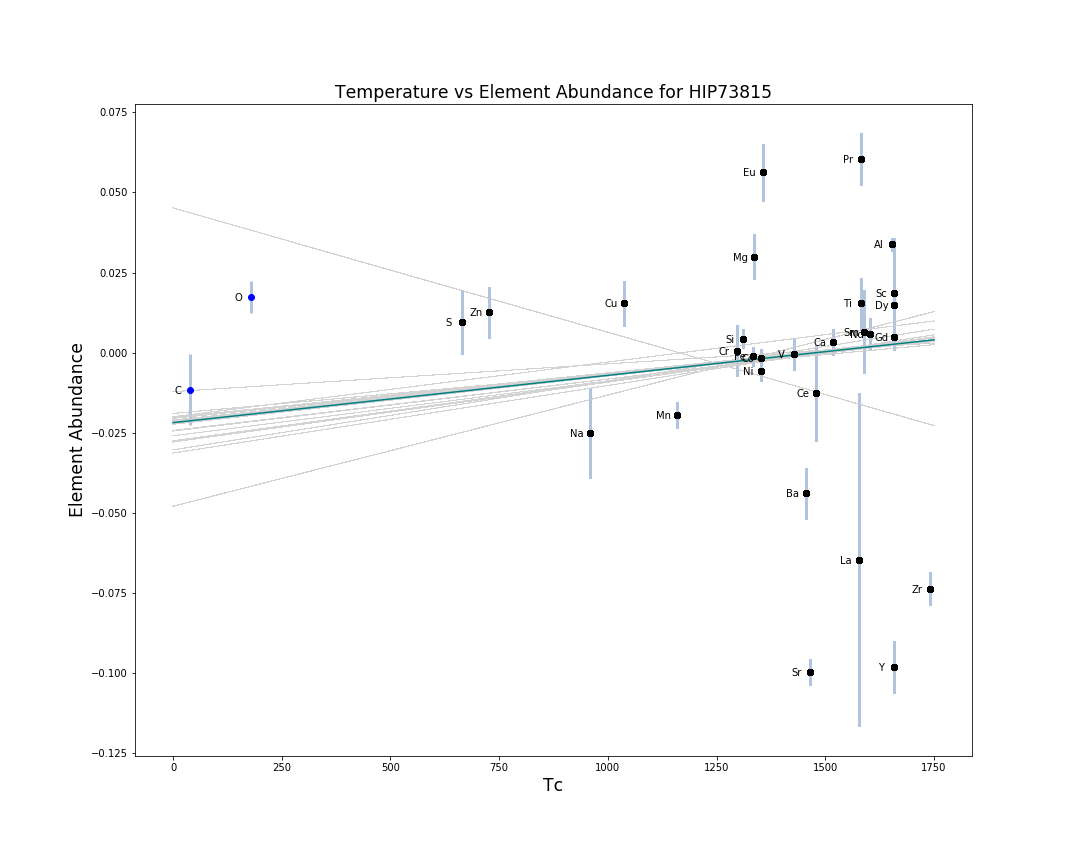 Temperature vs Element Abundance for HIP73815
0.075
Pr
Eu
0.050
Al
Mg
0.025
Sc
O
Ti
Dy
Cu
Zn
S
Si
Gd
Ca
Cr
V
0.000
Ni
C
Ce
Mn
−0.025
Na
Ba
−0.050
La
−0.075
Zr
Y
Sr
−0.100
−0.125
0
250
500
750
1000
1250
1500
1750
Tc
Element Abundance